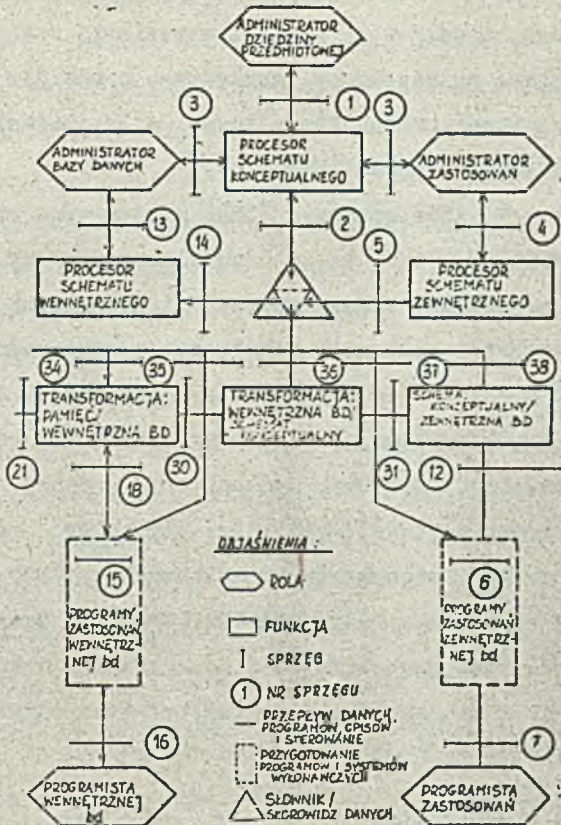 ADMINISTRATOR
DZIEDZINY
PRZEDMIOTOWEJ
3
1
3
ADMINISTRATOR
BAZY DANYCH
PROCESOR
SCHEMATU
KONCEPTUALNEGO
ADMINISTRATOR
ZASTOSOWAŃ
13
14
2
5
4
PROCESOR
SCHEMATU
WEWNĘTRZNEGO
PROCESOR
SCHEMATU
ZEWNĘTRZNEGO
34
35
36
37
38
TRANSFORMACJA:
PAMIĘĆ/
WEWNĘTRZNA BD
TRANSFORMACJA:
WEWNĘTRZNA BD/
SCHEMAT
KONCEPTUALNY
SCHEMAT
KONCEPTUALNY/
ZEWNĘTRZNA BD
21
18
30
31
12
15
PROGRAMY
ZASTOSOWAŃ
WEWNĘTRZ-
NEJ bd
OBJAŚNIENIA :
ROLA
FUNKCJA
SPRZĘG
1 NR SPRZĘGU
PRZEPŁYW DANYCH,
PROGRAMÓW, OPISÓW
I STEROWANIE
PRZYGOTOWANIE
PROGRAMÓW I SYSTEMÓW
WYKONAWCZYCH
SŁOWNIK /
SKOROWIDZ DANYCH
6
PROGRAMY
ZASTOSOWAŃ
ZEWNĘTRZ-
NEJ bd
16
7
PROGRAMISTA
WEWNĘTRZNEJ
bd
PROGRAMISTA
ZASTOSOWAŃ